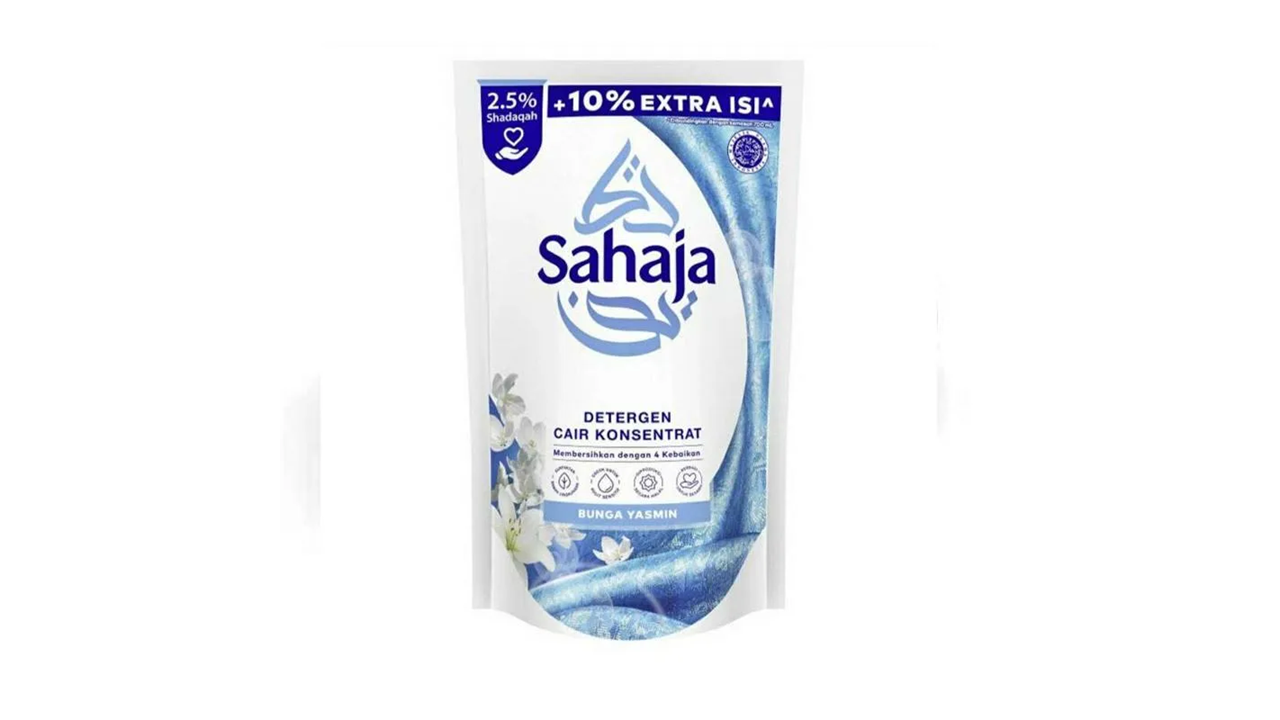 2.5%
Shadaqah
+10% EXTRA ISI^
Sahaja
DETERGEN
CAIR KONSENTRAT
Membersihkan dengan 4 Kebaikan
BUNGA YASMIN